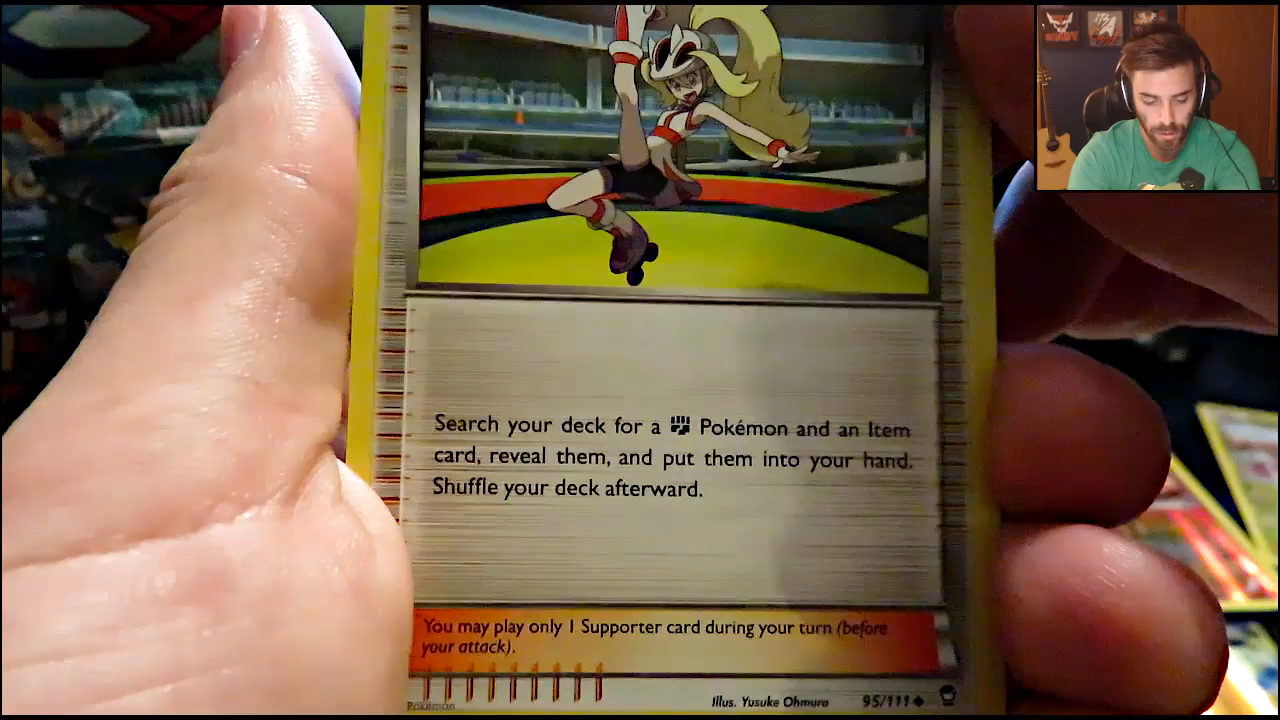 Search your deck for a Pokémon and an Item
card, reveal them, and put them into your hand.
Shuffle your deck afterward.
You may play only 1 Supporter card during your turn (before
your attack).
Illus. Yusuke Ohmura 95/111
Pokémon